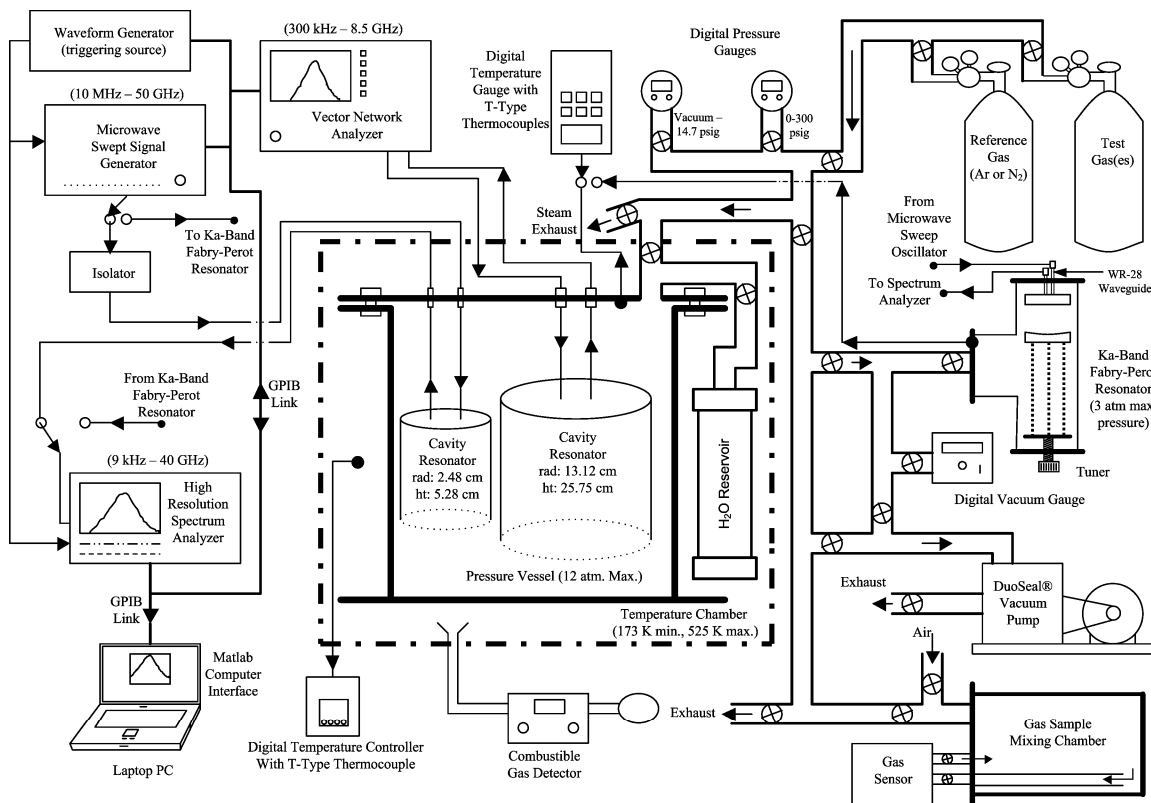 Waveform Generator
(triggering source)
(10 MHz – 50 GHz)
Microwave
Swept Signal
Generator
To Ka-Band
Fabry-Perot
Resonator
Isolator
From Ka-Band
Fabry-Perot
Resonator
GPIB
Link
(9 kHz – 40 GHz)
High
Resolution
Spectrum
Analyzer
GPIB
Link
Matlab
Computer
Interface
Laptop PC
(300 kHz – 8.5 GHz)
Vector Network
Analyzer
Digital
Temperature
Gauge with
T-Type
Thermocouples
Steam
Exhaust
Digital Pressure
Gauges
Vacuum –
14.7 psig
0-300
psig
Reference
Gas
(Ar or N₂)
Test
Gas(es)
From
Microwave
Sweep
Oscillator
To Spectrum
Analyzer
WR-28
Waveguide
Ka-Band
Fabry-Perot
Resonator
(3 atm max
pressure)
Tuner
Digital Vacuum Gauge
Cavity
Resonator
rad: 2.48 cm
ht: 5.28 cm
Cavity
Resonator
rad: 13.12 cm
ht: 25.75 cm
H₂O Reservoir
Pressure Vessel (12 atm. Max.)
Temperature Chamber
(173 K min., 525 K max.)
Digital Temperature Controller
With T-Type Thermocouple
Combustible
Gas Detector
Exhaust
DuoSeal®
Vacuum
Pump
Air
Exhaust
Gas Sample
Mixing Chamber
Gas
Sensor